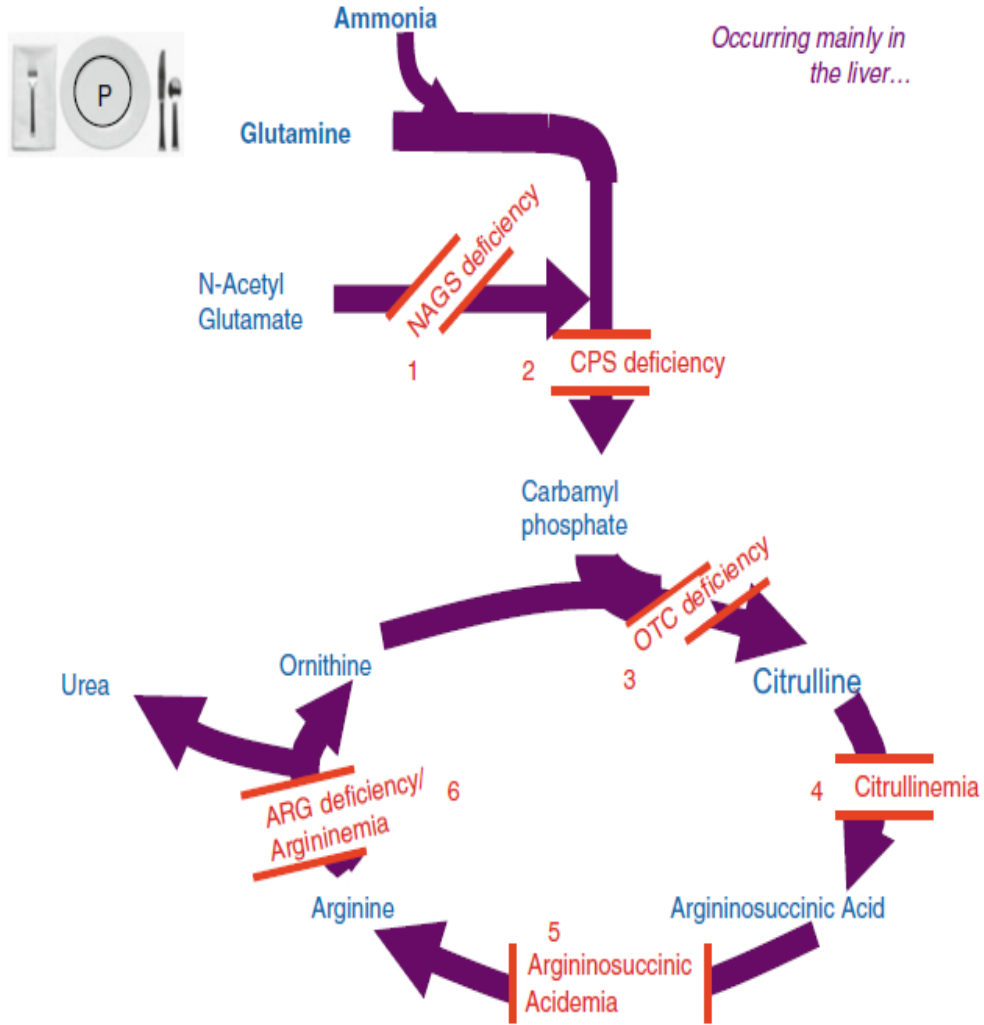 Ammonia
Occurring mainly in
the liver...
P
Glutamine
NAGS deficiency
N-Acetyl
Glutamate
1
2
CPS deficiency
Carbamyl
phosphate
OTC deficiency
3
Ornithine
Urea
Citrulline
ARG deficiency/
Argininemia
6
4
Citrullinemia
Arginine
Argininosuccinic Acid
5
Argininosuccinic
Acidemia